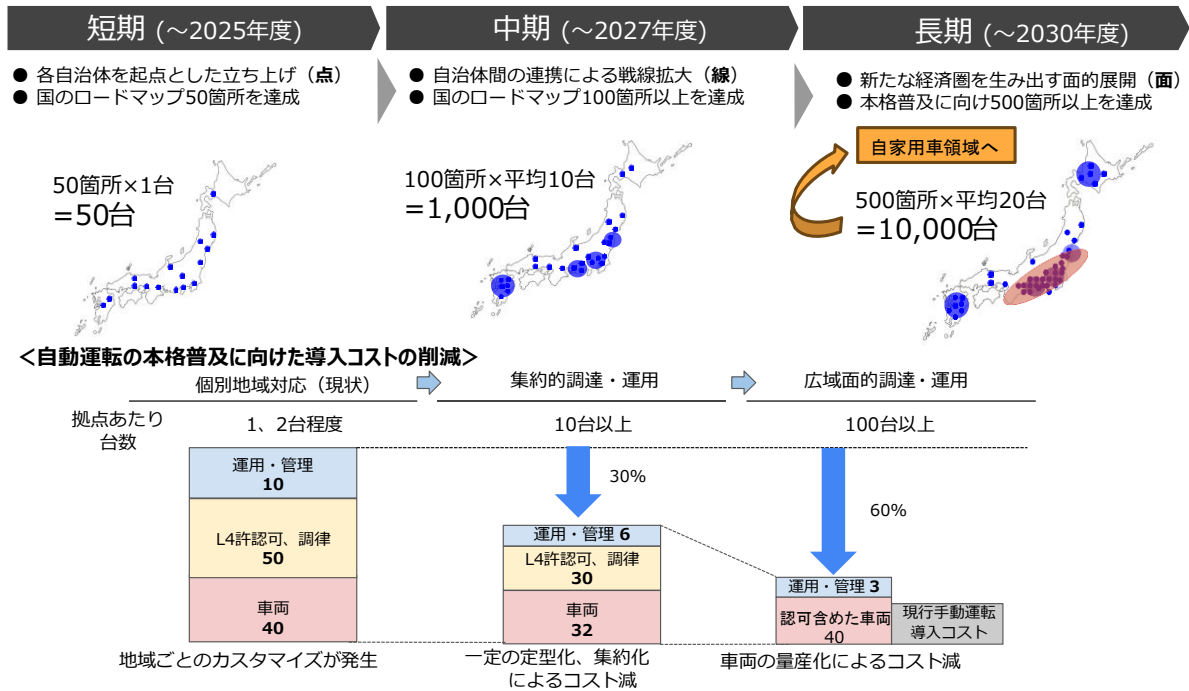 短期 (～2025年度)
● 各自治体を起点とした立ち上げ（点）
● 国のロードマップ50箇所を達成
50箇所×1台
=50台
中期 (～2027年度)
● 自治体間の連携による戦線拡大（線）
● 国のロードマップ100箇所以上を達成
100箇所×平均10台
=1,000台
長期 (～2030年度)
● 新たな経済圏を生み出す面的展開（面）
● 本格普及に向け500箇所以上を達成
自家用車領域へ
500箇所×平均20台
=10,000台
＜自動運転の本格普及に向けた導入コストの削減＞
個別地域対応（現状）
集約的調達・運用
広域面的調達・運用
拠点あたり
台数
1、2台程度
10台以上
100台以上
運用・管理
10
L4許認可、調律
50
車両
40
地域ごとのカスタマイズが発生
30%
運用・管理 6
L4許認可、調律
30
車両
32
一定の定型化、集約化
によるコスト減
60%
運用・管理 3
認可含めた車両
40
現行手動運転
導入コスト
車両の量産化によるコスト減